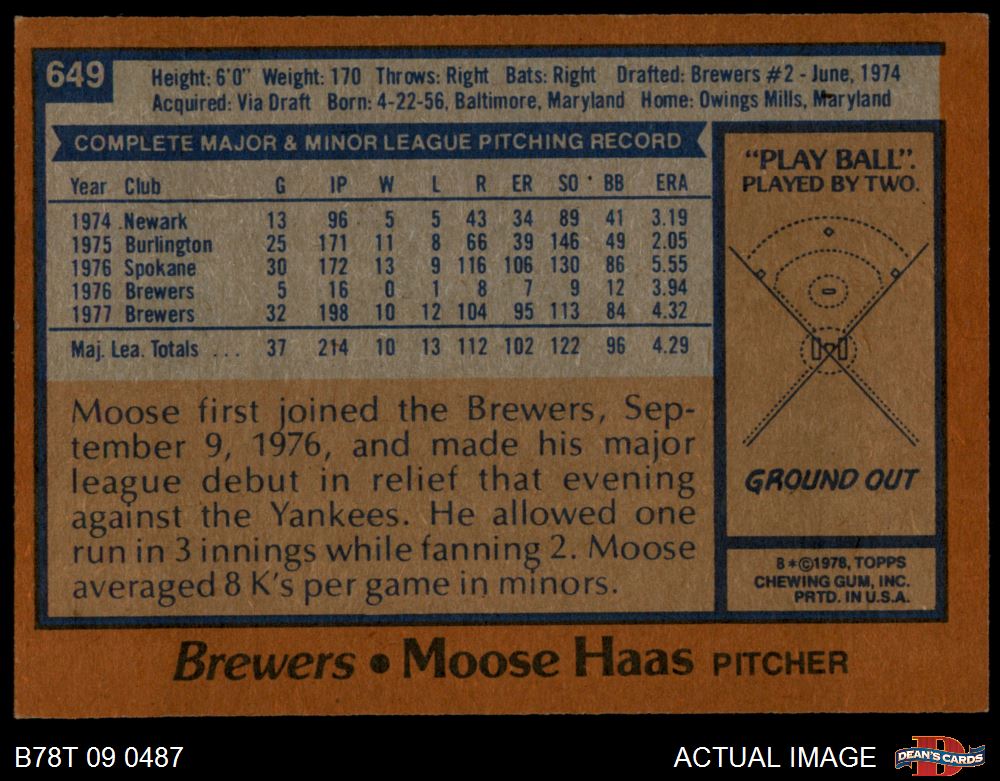 649
Height: 6'0" Weight: 170 Throws: Right Bats: Right Drafted: Brewers #2 - June, 1974
Acquired: Via Draft Born: 4-22-56, Baltimore, Maryland Home: Owings Mills, Maryland
COMPLETE MAJOR & MINOR LEAGUE PITCHING RECORD
Year Club G IP W L R ER SO BB ERA
1974 Newark 13 96 5 5 43 34 89 41 3.19
1975 Burlington 25 171 11 8 66 39 146 49 2.05
1976 Spokane 30 172 13 9 116 106 130 86 5.55
1976 Brewers 5 16 0 1 8 7 9 12 3.94
1977 Brewers 32 198 10 12 104 95 113 84 4.32
Maj. Lea. Totals ... 37 214 10 13 112 102 122 96 4.29
Moose first joined the Brewers, Sep-
tember 9, 1976, and made his major
league debut in relief that evening
against the Yankees. He allowed one
run in 3 innings while fanning 2. Moose
averaged 8 K's per game in minors.
"PLAY BALL".
PLAYED BY TWO.
GROUND OUT
B*©1978, TOPPS
CHEWING GUM, INC.
PRTD. IN U.S.A.
Brewers • Moose Haas PITCHER
B78T 09 0487
ACTUAL IMAGE
DEAN'S CARDS